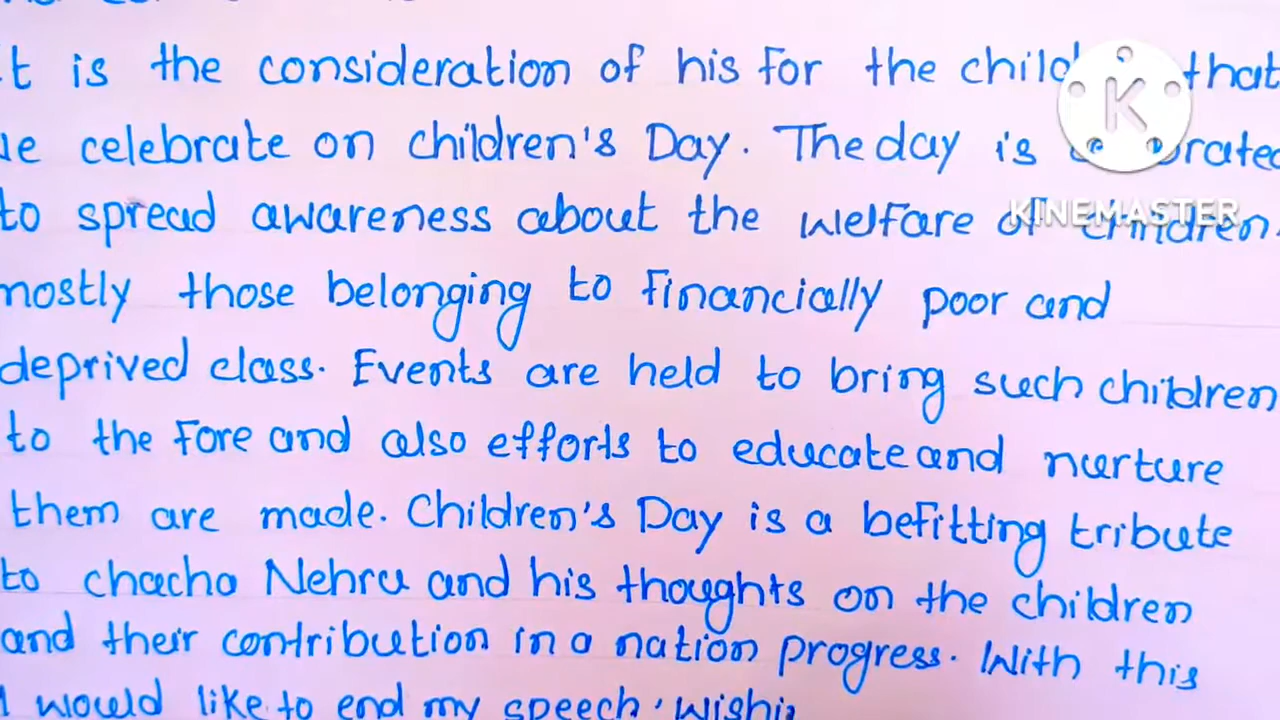 t is the consideration of his for the that
celebrate on children's Day. The day is
to spread awareness about the welfare of children.
mostly those belonging to financially poor and
deprived class. Events are held to bring such children
to the fore and also efforts to educate and nurture
them are made. Children's Day is a befitting tribute
to chacha Nehru and his thoughts on the children
and their contribution in a nation progress. With this
I would like to end my speech.
K
KINEMASTER